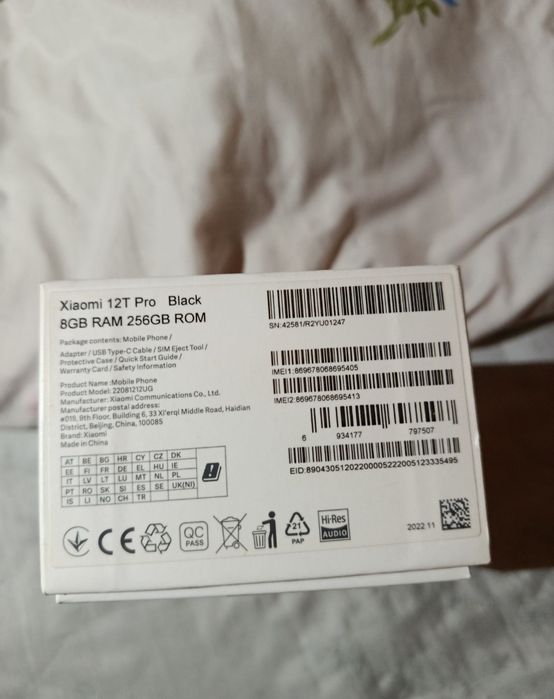 Xiaomi 12T Pro Black
8GB RAM 256GB ROM
Package contents: Mobile Phone /
Adapter / USB Type-C Cable / SIM Eject Tool /
Protective Case / Quick Start Guide /
Warranty Card / Safety Information
Product Name : Mobile Phone
Product Model: 22081212UG
Manufacturer: Xiaomi Communications Co., Ltd.
Manufacturer postal address:
#019, 9th Floor, Building 6, 33 Xi'erqi Middle Road, Haidian
District, Beijing, China, 100085
Brand: Xiaomi
Made in China
AT BE BG HR CY CZ DK
EE FI FR DE EL HU IE
IT LV LT LU MT NL PL
PT RO SK SI ES SE UK(NI)
IS LI NO CH TR
SN:42581/R2YU01247
IMEI1:869678068695405
IMEI2:869678068695413
6 934177 797507
EID:89043051202200005222005123335495
CE
QC
PASS
21
PAP
Hi-Res
AUDIO
2022.11